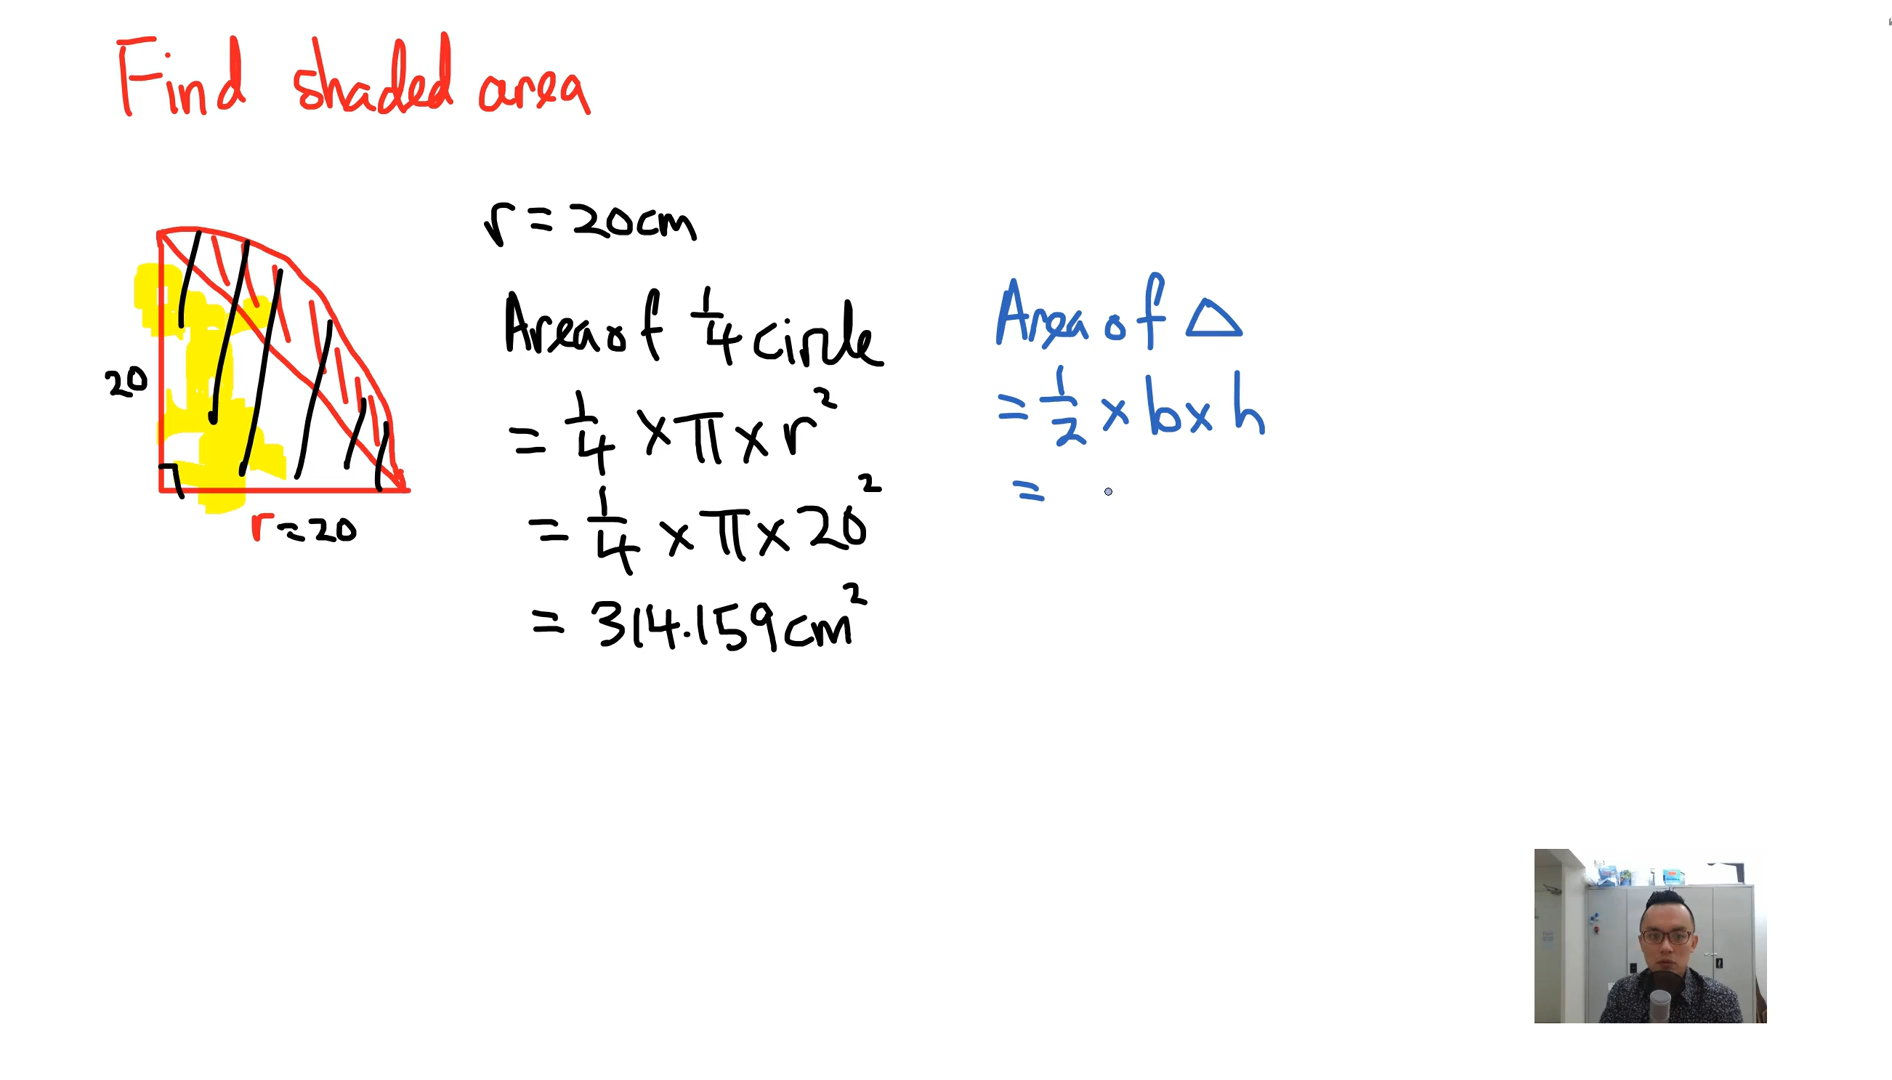 Find shaded area
20
r = 20
r = 20cm
Area of 1/4 circle
= 1/4 × π × r²
= 1/4 × π × 20²
= 314.159cm²
Area of △
= 1/2 × b × h
=